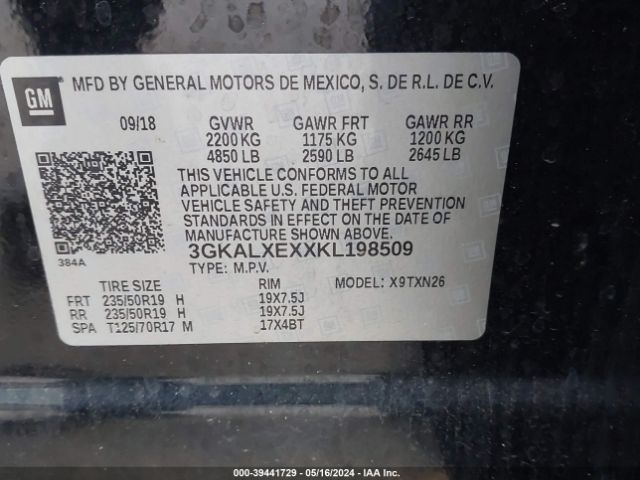 GM
MFD BY GENERAL MOTORS DE MEXICO, S. DE R.L. DE C.V.
09/18 GVWR GAWR FRT GAWR RR
2200 KG 1175 KG 1200 KG
4850 LB 2590 LB 2645 LB
THIS VEHICLE CONFORMS TO ALL
APPLICABLE U.S. FEDERAL MOTOR
VEHICLE SAFETY AND THEFT PREVENTION
STANDARDS IN EFFECT ON THE DATE OF
MANUFACTURE SHOWN ABOVE.
384A
3GKALXEXXKL198509
TYPE: M.P.V. MODEL: X9TXN26
TIRE SIZE RIM
FRT 235/50R19 H 19X7.5J
RR 235/50R19 H 19X7.5J
SPA T125/70R17 M 17X4BT
000-39441729 - 05/16/2024 - IAA Inc.